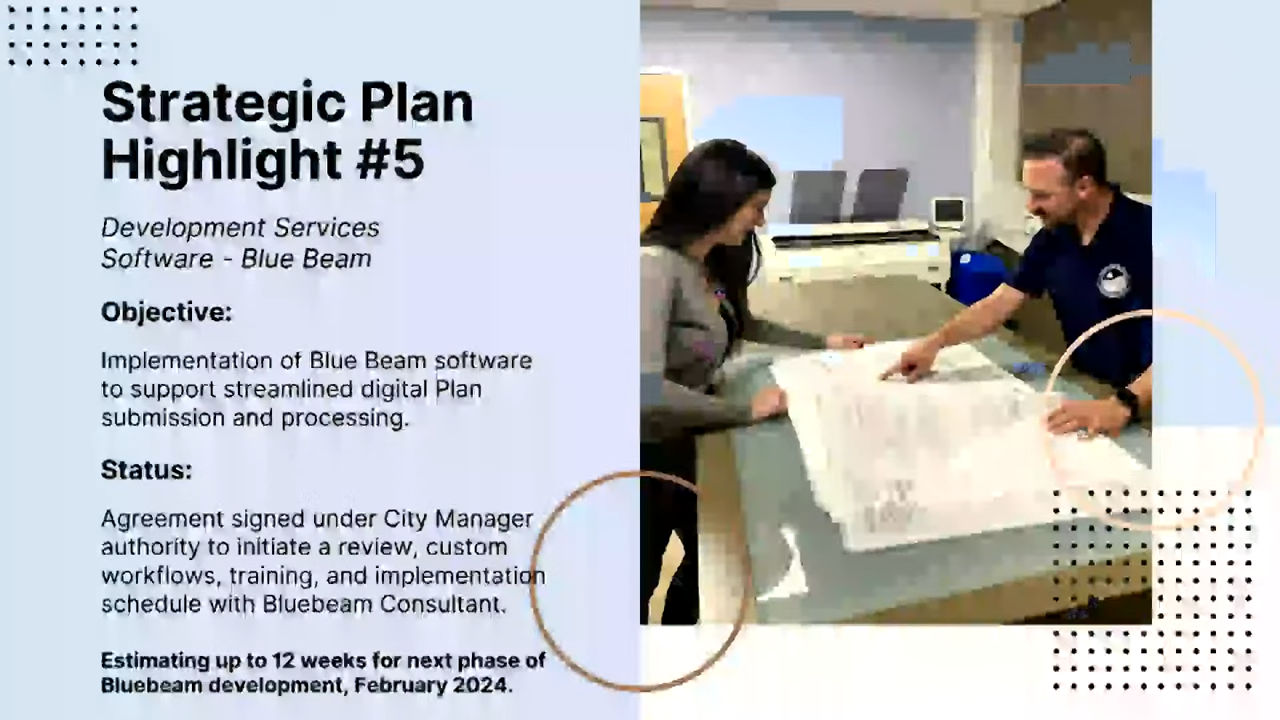 Strategic Plan
Highlight #5
Development Services
Software - Blue Beam
Objective:
Implementation of Blue Beam software
to support streamlined digital Plan
submission and processing.
Status:
Agreement signed under City Manager
authority to initiate a review, custom
workflows, training, and implementation
schedule with Bluebeam Consultant.
Estimating up to 12 weeks for next phase of
Bluebeam development, February 2024.